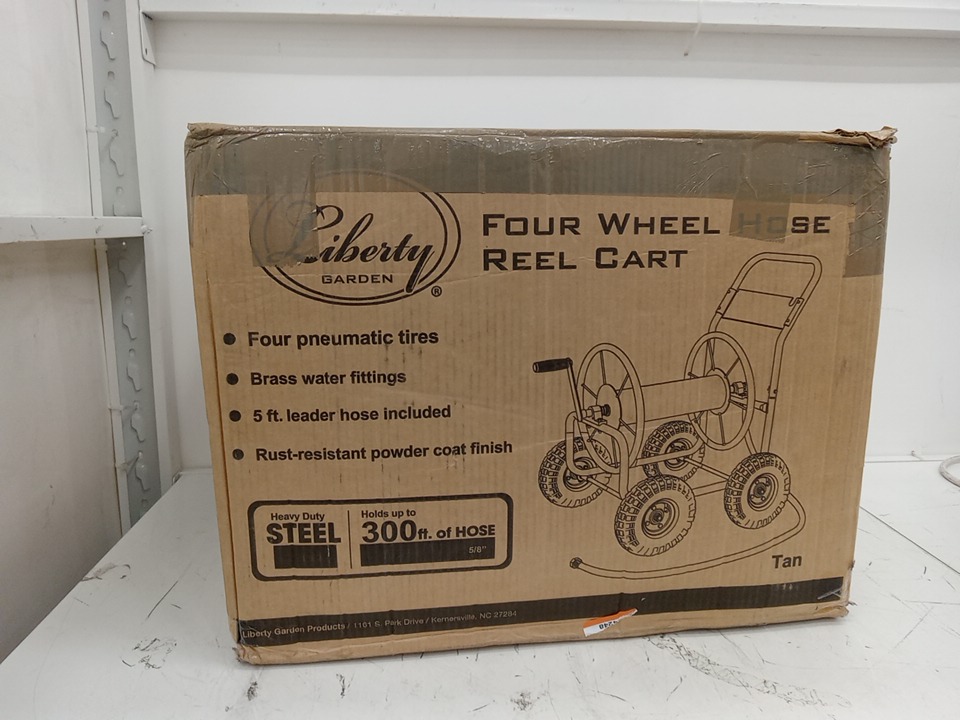 Liberty
GARDEN
®
FOUR WHEEL HOSE
REEL CART
Four pneumatic tires
Brass water fittings
5 ft. leader hose included
Rust-resistant powder coat finish
Heavy Duty
STEEL
Holds up to
300ft. of HOSE
5/8"
Tan
Liberty Garden Products / 1101 S. Park Drive / Kernersville, NC 27284